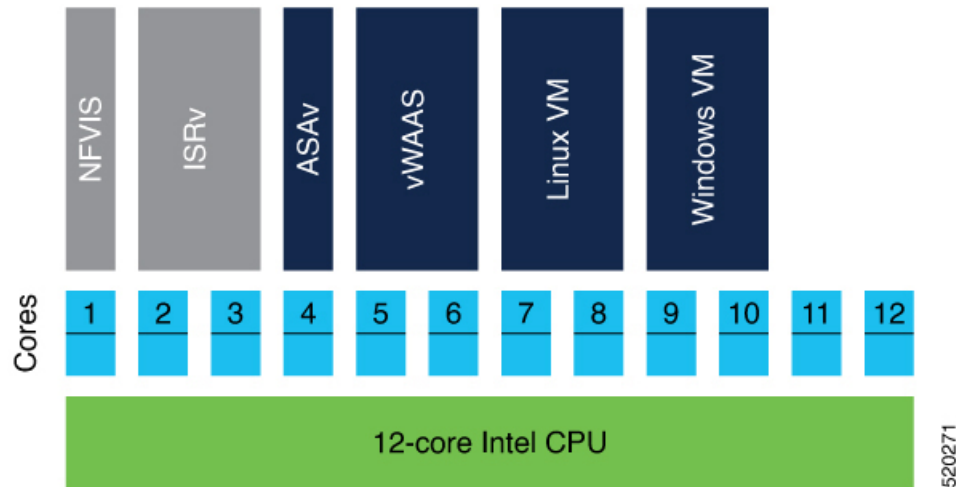 NFVIS
ISRv
ASAv
vWAAS
Linux VM
Windows VM
Cores
1 2 3 4 5 6 7 8 9 10 11 12
12-core Intel CPU
520271